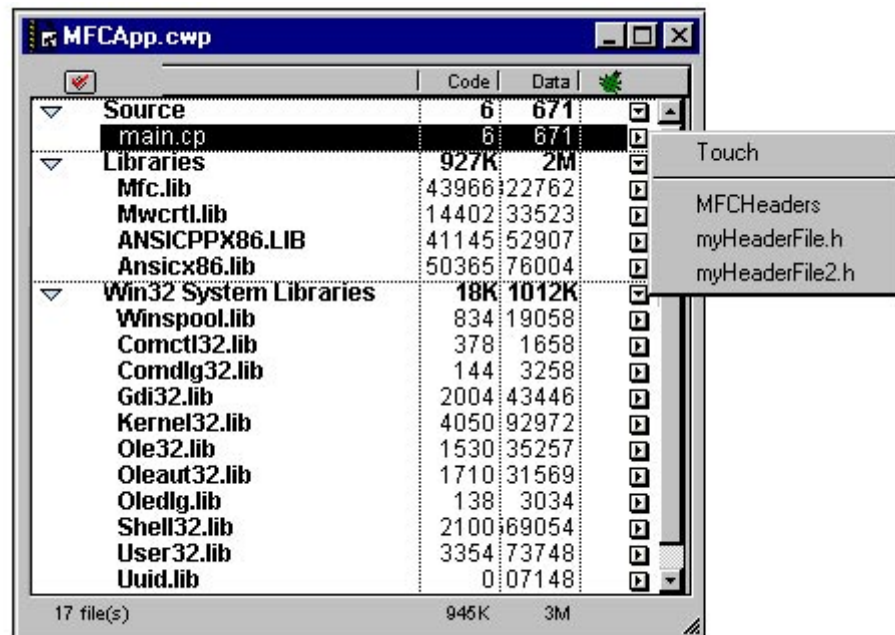 MFCApp.cwp
Code Data
Source 6 671
main.cp 6 671
Touch
Libraries 927K 2M
Mfc.lib 43966 22762
MFCHeaders
Mwcrtl.lib 14402 33523
myHeaderFile.h
ANSICPPX86.LIB 41145 52907
myHeaderFile2.h
Ansicx86.lib 50365 76004
Win32 System Libraries 18K 1012K
Winspool.lib 834 19058
Comctl32.lib 378 1658
Comdlg32.lib 144 3258
Gdi32.lib 2004 43446
Kernel32.lib 4050 92972
Ole32.lib 1530 35257
Oleaut32.lib 1710 31569
Oledlg.lib 138 3034
Shell32.lib 2100 69054
User32.lib 3354 73748
Uuid.lib 0 07148
17 file(s) 945K 3M